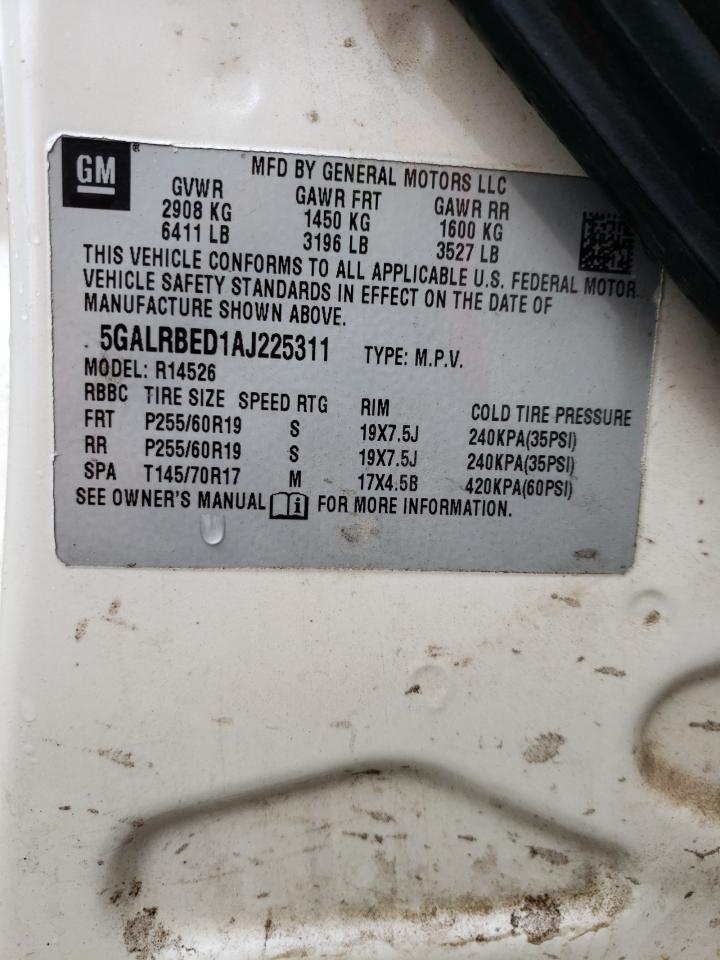 GM ®
MFD BY GENERAL MOTORS LLC
GVWR GAWR FRT GAWR RR
2908 KG 1450 KG 1600 KG
6411 LB 3196 LB 3527 LB
THIS VEHICLE CONFORMS TO ALL APPLICABLE U.S. FEDERAL MOTOR
VEHICLE SAFETY STANDARDS IN EFFECT ON THE DATE OF
MANUFACTURE SHOWN ABOVE.
5GALRBED1AJ225311 TYPE: M.P.V.
MODEL: R14526
RBBC TIRE SIZE SPEED RTG RIM COLD TIRE PRESSURE
FRT P255/60R19 S 19X7.5J 240KPA(35PSI)
RR P255/60R19 S 19X7.5J 240KPA(35PSI)
SPA T145/70R17 M 17X4.5B 420KPA(60PSI)
SEE OWNER'S MANUAL i FOR MORE INFORMATION.